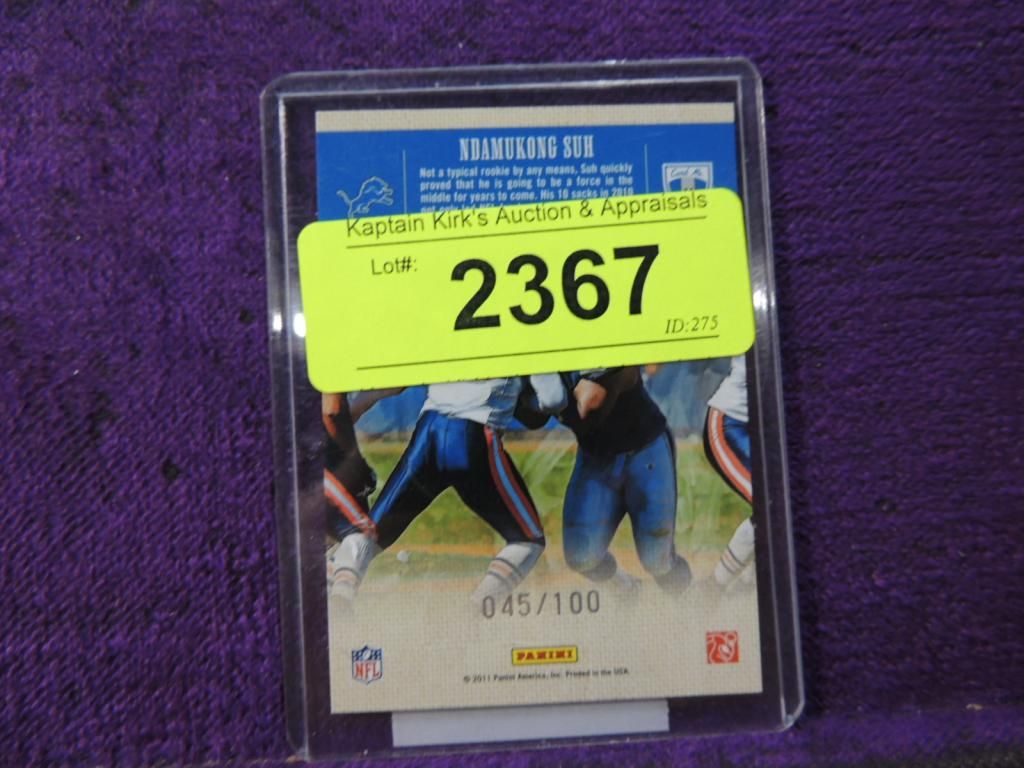 NDAMUKONG SUH
Not a typical rookie by any means, Suh quickly
proved that he is going to be a force in the
middle for years to come. His 10 sacks in 2010
Kaptain Kirk's Auction & Appraisals
Lot#: 2367
ID:275
045/100
NFL
PANINI
© 2011 Panini America, Inc. Printed in the USA.